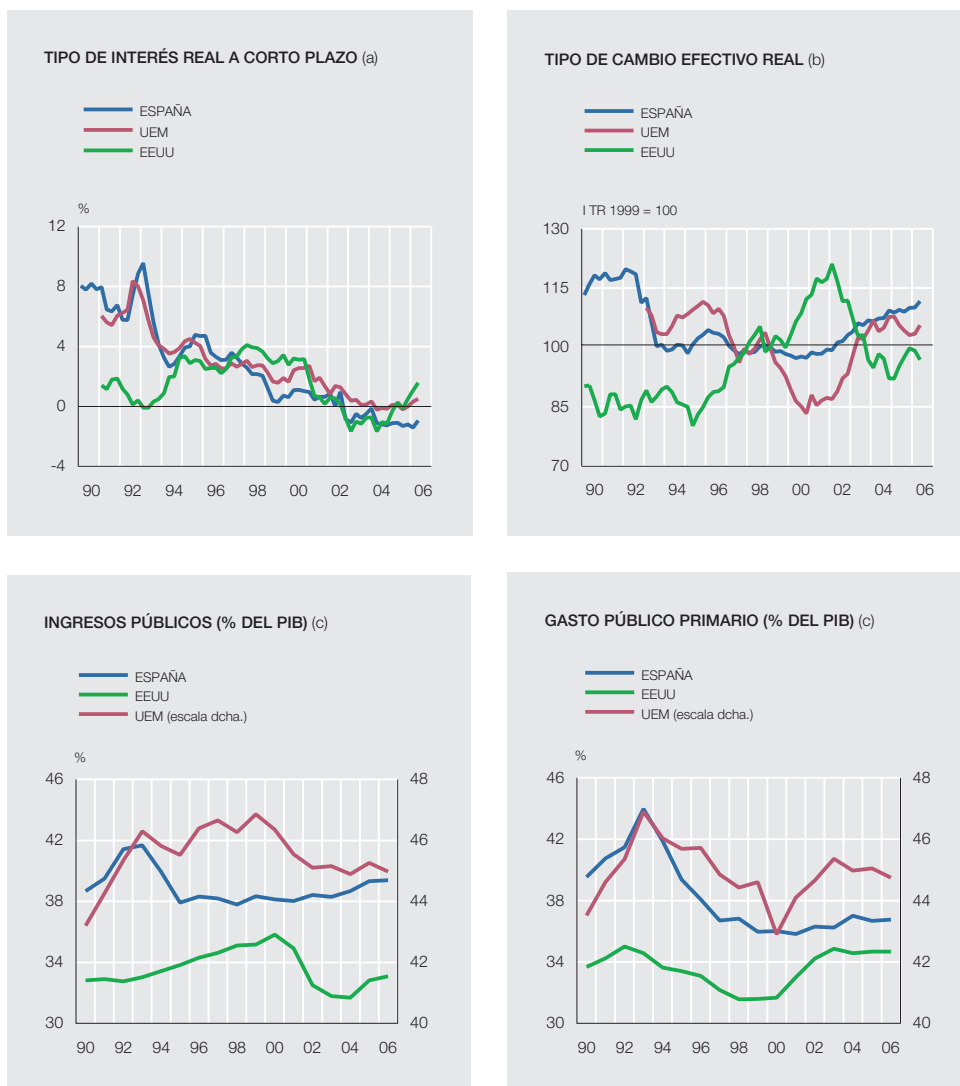 TIPO DE INTERÉS REAL A CORTO PLAZO (a)
ESPAÑA
UEM
EEUU
%
12
8
4
0
-4
90 92 94 96 98 00 02 04 06
TIPO DE CAMBIO EFECTIVO REAL (b)
ESPAÑA
UEM
EEUU
I TR 1999 = 100
130
115
100
85
70
90 92 94 96 98 00 02 04 06
INGRESOS PÚBLICOS (% DEL PIB) (c)
ESPAÑA
EEUU
UEM (escala dcha.)
%
46 48
42 46
38 44
34 42
30 40
90 92 94 96 98 00 02 04 06
GASTO PÚBLICO PRIMARIO (% DEL PIB) (c)
ESPAÑA
EEUU
UEM (escala dcha.)
%
46 48
42 46
38 44
34 42
30 40
90 92 94 96 98 00 02 04 06